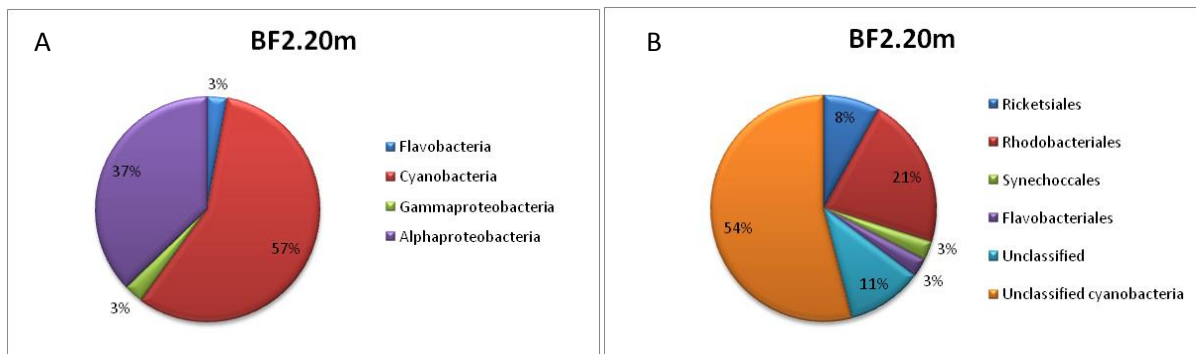 A
BF2.20m
3%
37%
57%
3%
Flavobacteria
Cyanobacteria
Gammaproteobacteria
Alphaproteobacteria
B
BF2.20m
8%
21%
54%
3%
3%
11%
Ricketsiales
Rhodobacteriales
Synechoccales
Flavobacteriales
Unclassified
Unclassified cyanobacteria